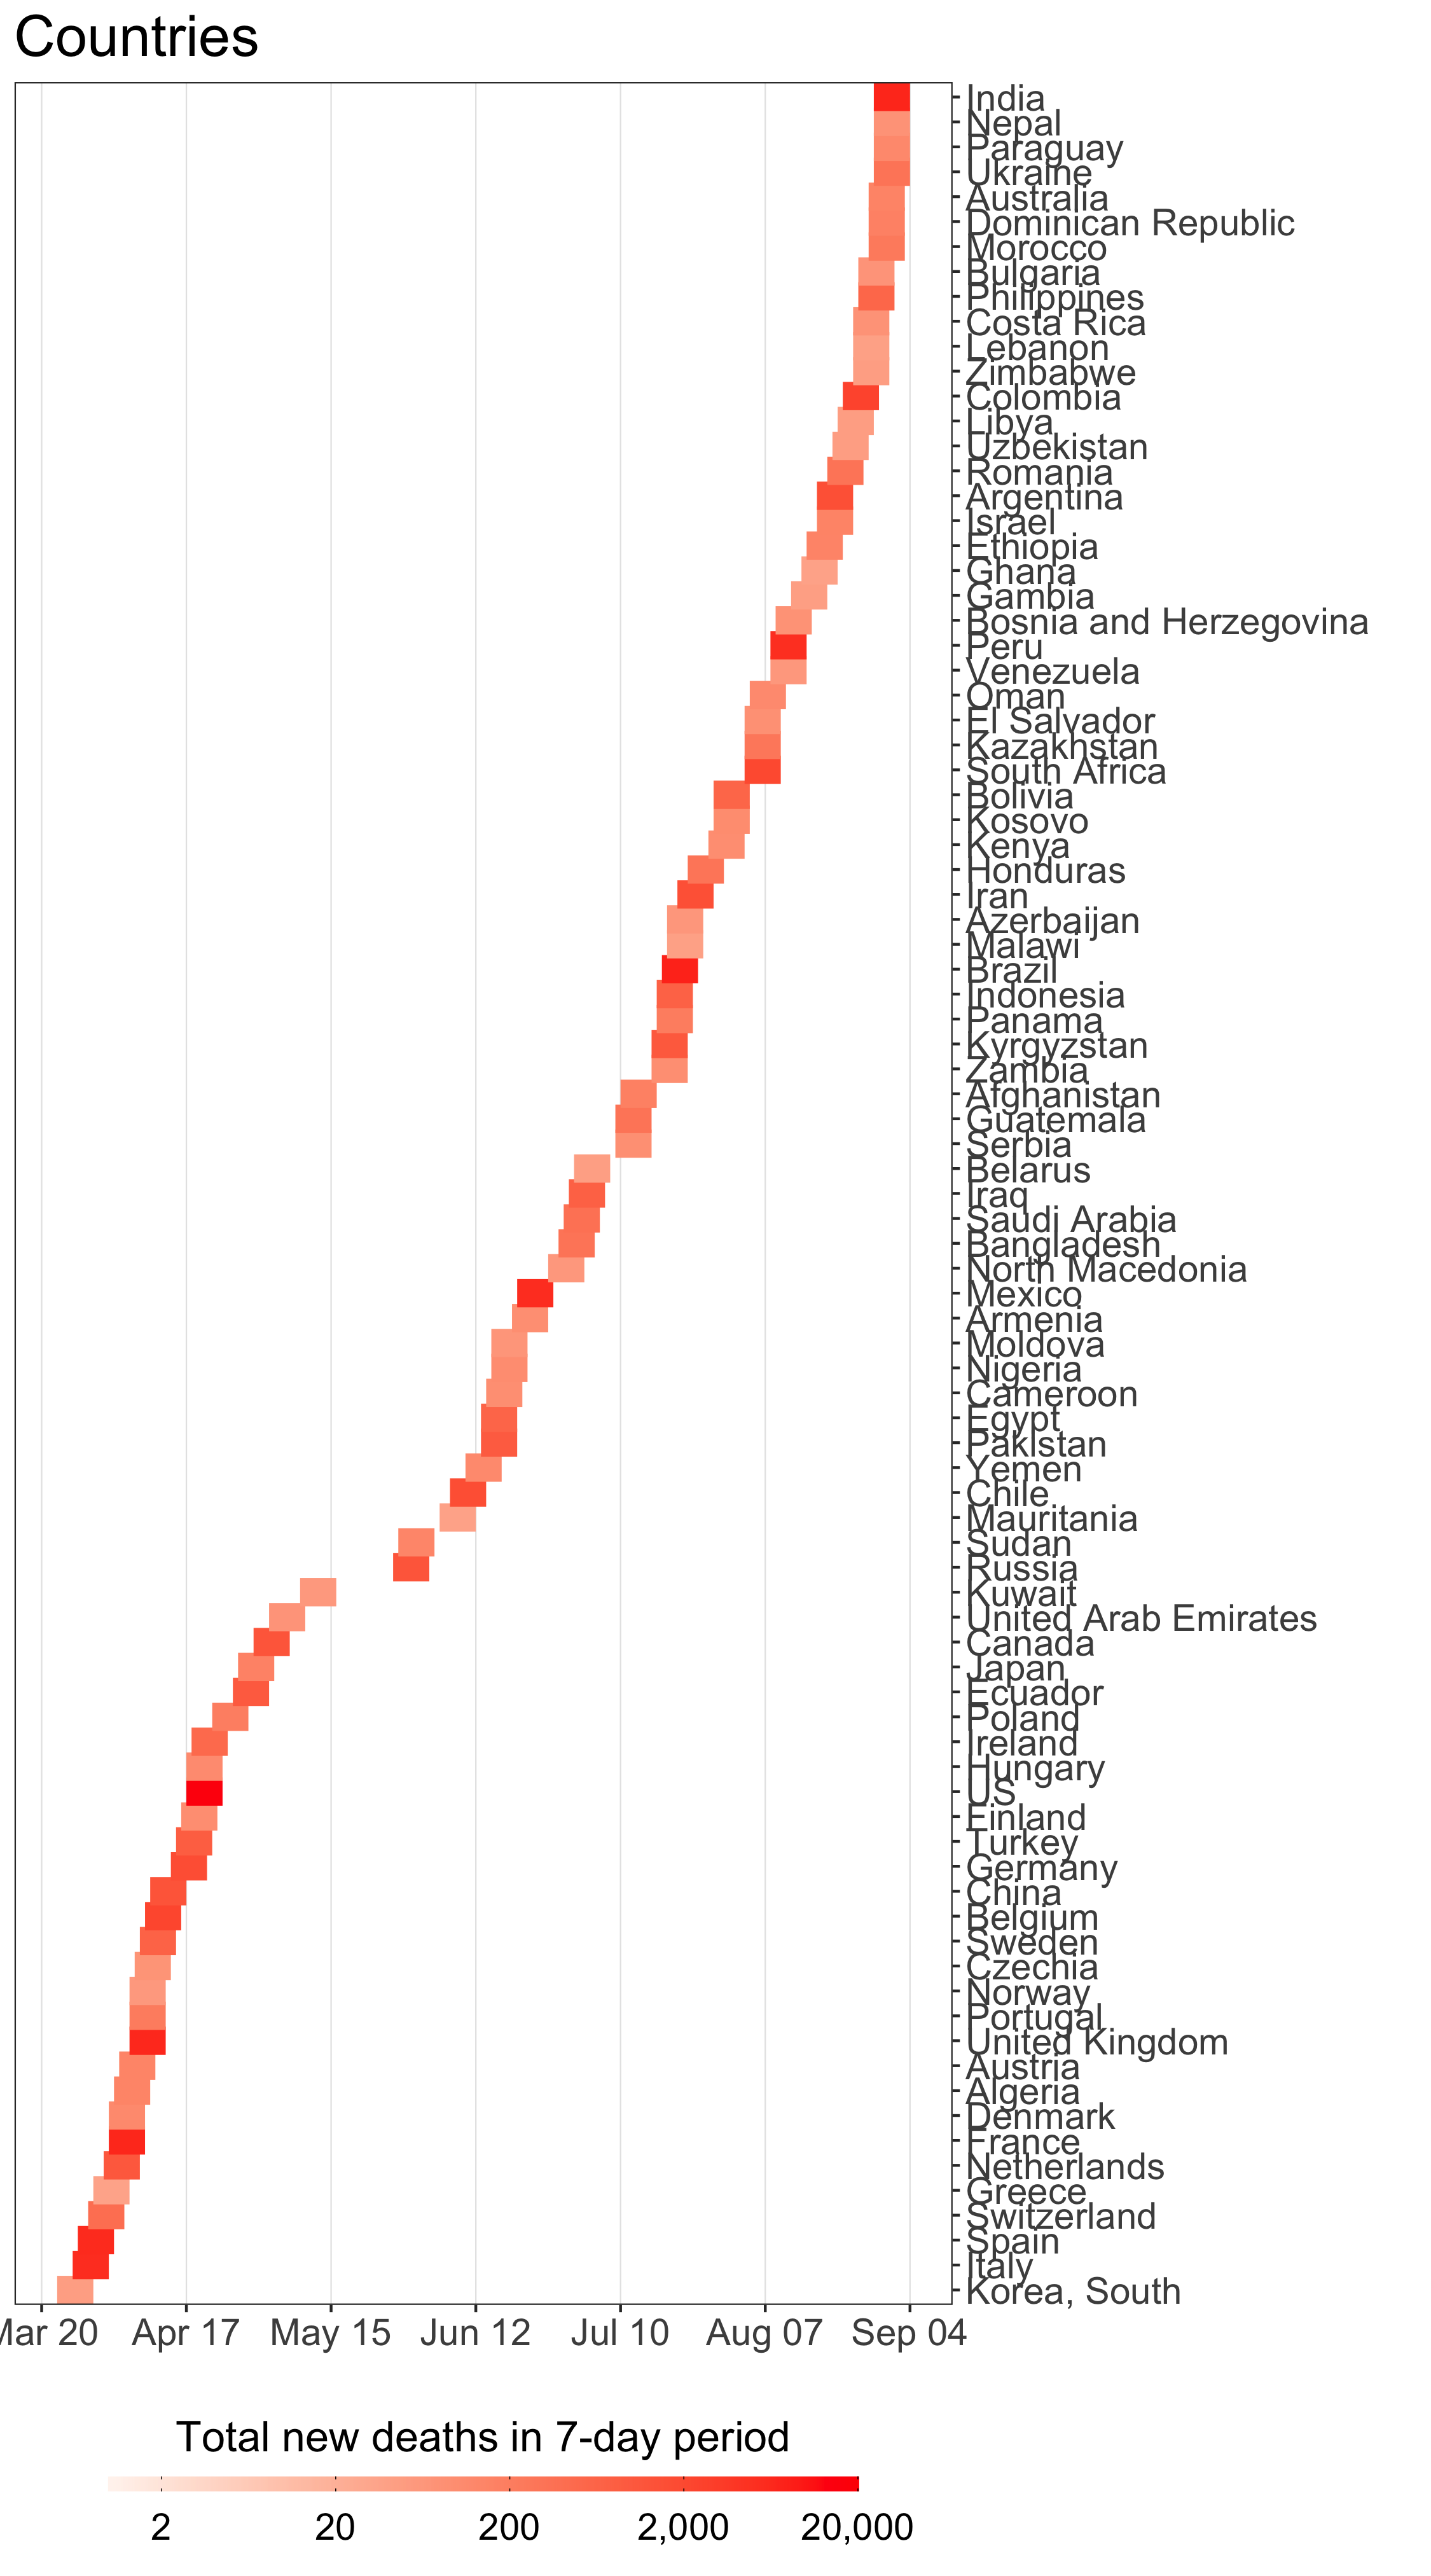 Countries
India
Nepal
Paraguay
Ukraine
Australia
Dominican Republic
Morocco
Bulgaria
Philippines
Costa Rica
Lebanon
Zimbabwe
Colombia
Libya
Uzbekistan
Romania
Argentina
Israel
Ethiopia
Ghana
Gambia
Bosnia and Herzegovina
Peru
Venezuela
Oman
El Salvador
Kazakhstan
South Africa
Bolivia
Kosovo
Kenya
Honduras
Iran
Azerbaijan
Malawi
Brazil
Indonesia
Panama
Kyrgyzstan
Zambia
Afghanistan
Guatemala
Serbia
Belarus
Iraq
Saudi Arabia
Bangladesh
North Macedonia
Mexico
Armenia
Moldova
Nigeria
Cameroon
Egypt
Pakistan
Yemen
Chile
Mauritania
Sudan
Russia
Kuwait
United Arab Emirates
Canada
Japan
Ecuador
Poland
Ireland
Hungary
US
Finland
Turkey
Germany
China
Belgium
Sweden
Czechia
Norway
Portugal
United Kingdom
Austria
Algeria
Denmark
France
Netherlands
Greece
Switzerland
Spain
Italy
Korea, South
Mar 20 Apr 17 May 15 Jun 12 Jul 10 Aug 07 Sep 04
Total new deaths in 7-day period
2 20 200 2,000 20,000